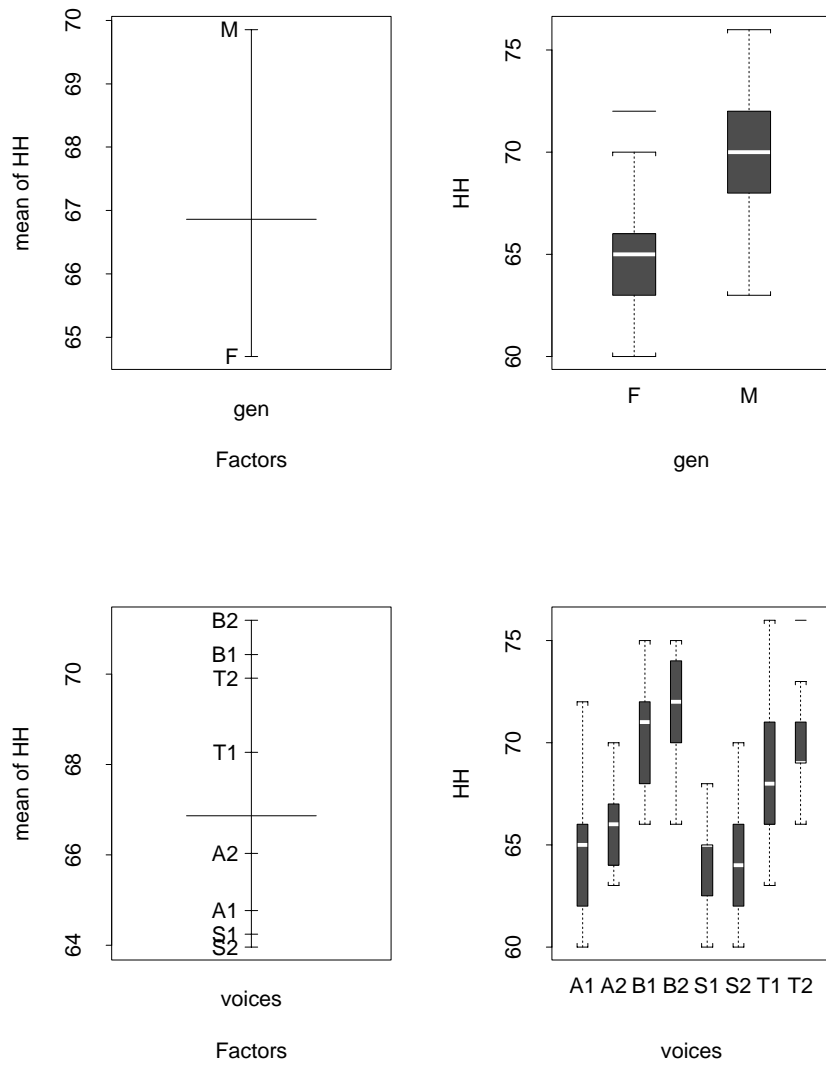 mean of HH
70
69
68
67
66
65
M
F
gen
Factors
HH
75
70
65
60
F M
gen
mean of HH
70
68
66
64
B2
B1
T2
T1
A2
A1
S1
S2
voices
Factors
HH
75
70
65
60
A1 A2 B1 B2 S1 S2 T1 T2
voices